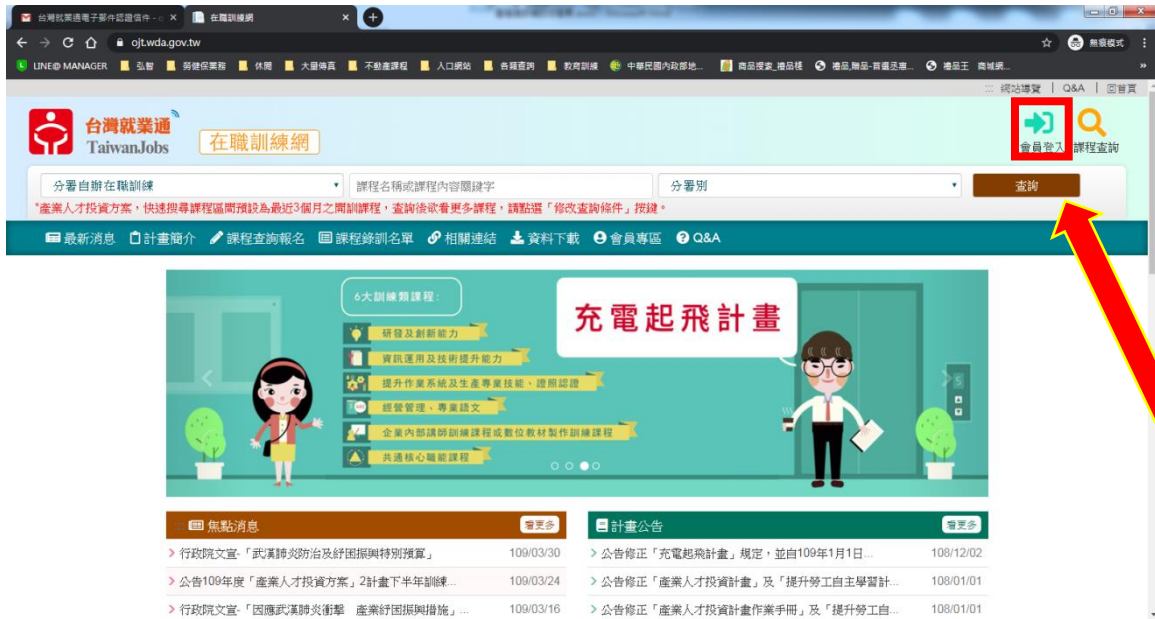 台灣就業通電子郵件認證信件 -
在職訓練網
ojt.wda.gov.tw
無痕模式
LINE@ MANAGER 弘智 勞健保業務 休閒 大量傳真 不動產課程 人口網站 各類查詢 教育訓練 中華民國內政部地... 商品搜索_禮品毯 禮品,贈品-首選丞惠... 禮品王 商城網...
網站導覽 | Q&A | 回首頁
台灣就業通
TaiwanJobs
在職訓練網
會員登入 課程查詢
分署自辦在職訓練 課程名稱或課程內容關鍵字 分署別 查詢
*產業人才投資方案,快速搜尋課程區間預設為最近3個月之開訓課程,查詢後欲看更多課程,請點選「修改查詢條件」按鍵。
最新消息 計畫簡介 課程查詢報名 課程錄訓名單 相關連結 資料下載 會員專區 Q&A
6大訓練類課程:
研發及創新能力
資訊運用及技術提升能力
提升作業系統及生產專業技能、證照認證
經營管理、專業語文
企業內部講師訓練課程或數位教材製作訓練課程
共通核心職能課程
充電起飛計畫
5
焦點消息 看更多
行政院文宣-「武漢肺炎防治及紓困振興特別預算」 109/03/30
公告109年度「產業人才投資方案」2計畫下半年訓練... 109/03/24
行政院文宣-「因應武漢肺炎衝擊 產業紓困振興措施」... 109/03/16
計畫公告 看更多
公告修正「充電起飛計畫」規定,並自109年1月1日... 108/12/02
公告修正「產業人才投資計畫」及「提升勞工自主學習計... 108/01/01
公告修正「產業人才投資計畫作業手冊」及「提升勞工自... 108/01/01